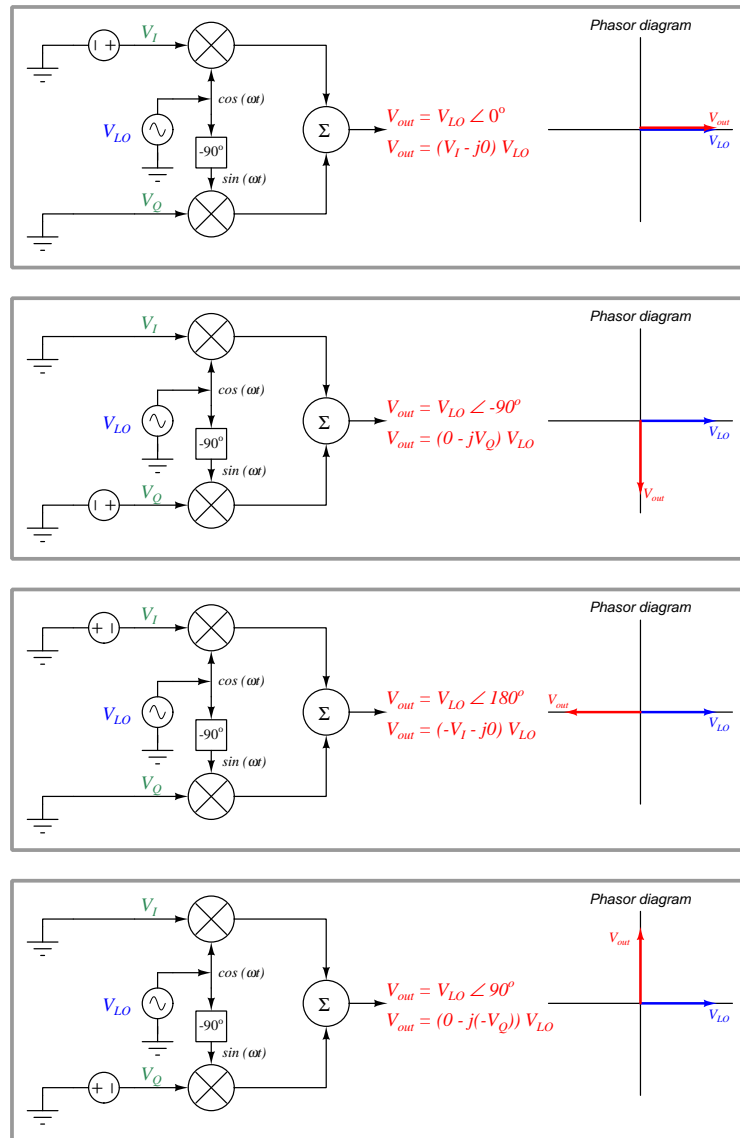 Phasor diagram
V_I
cos (ωt)
V_LO
-90°
Σ
V_out = V_LO ∠ 0°
V_out = (V_I - j0) V_LO
V_out
V_LO
sin (ωt)
V_Q
Phasor diagram
V_I
cos (ωt)
V_LO
-90°
Σ
V_out = V_LO ∠ -90°
V_out = (0 - jV_Q) V_LO
V_LO
sin (ωt)
V_Q
V_out
Phasor diagram
V_I
cos (ωt)
V_LO
-90°
Σ
V_out = V_LO ∠ 180°
V_out = (-V_I - j0) V_LO
V_out
V_LO
sin (ωt)
V_Q
Phasor diagram
V_I
V_out
cos (ωt)
V_LO
-90°
Σ
V_out = V_LO ∠ 90°
V_out = (0 - j(-V_Q)) V_LO
V_LO
sin (ωt)
V_Q